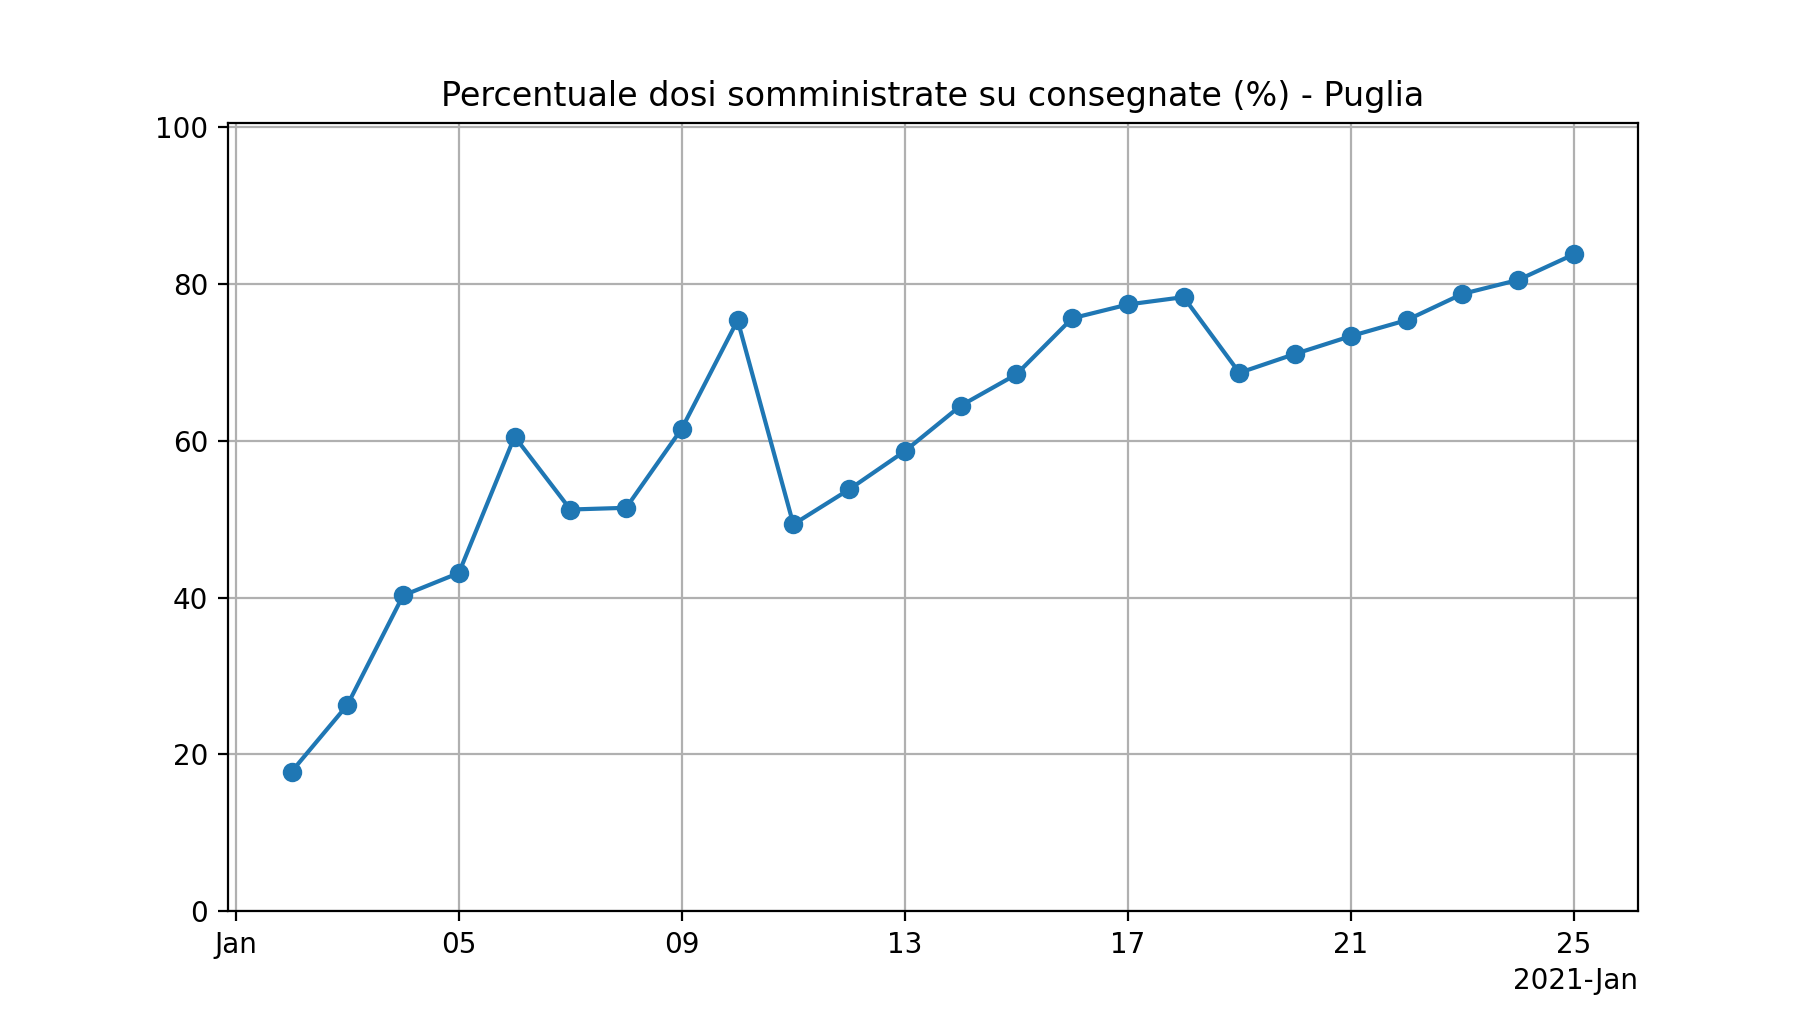 Percentuale dosi somministrate su consegnate (%) - Puglia
100
80
60
40
20
0
Jan 05 09 13 17 21 25
2021-Jan